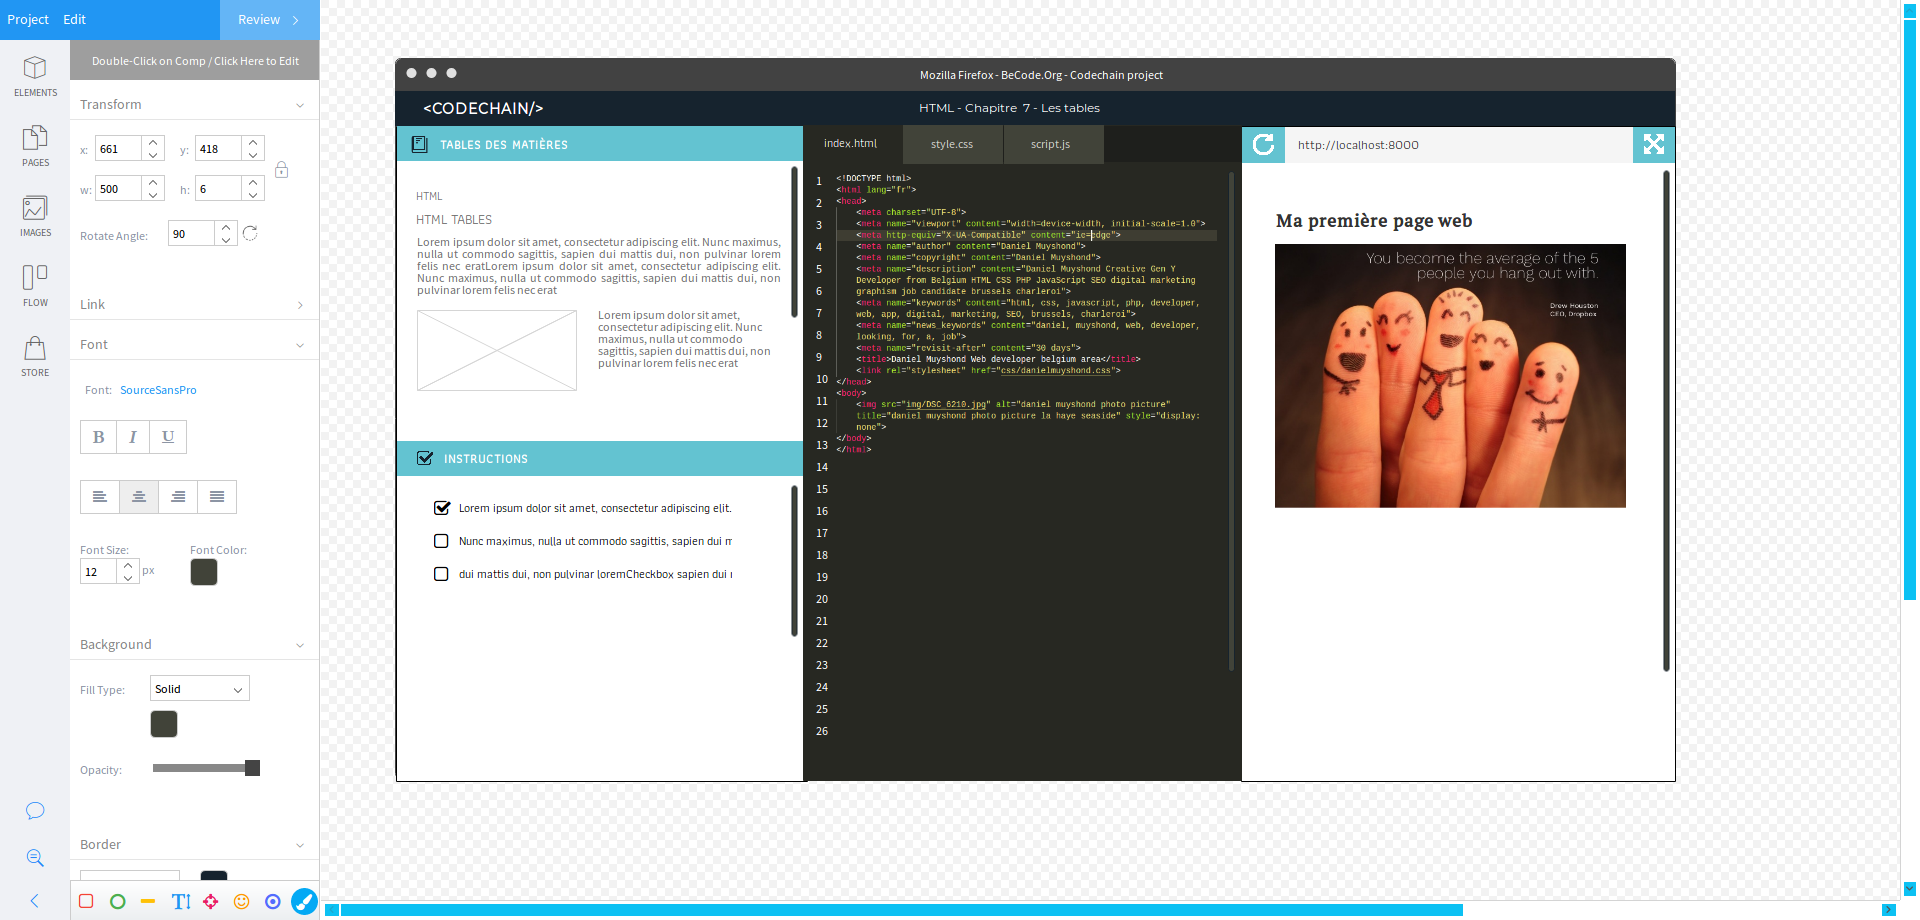 Project Edit Review
Double-Click on Comp / Click Here to Edit
ELEMENTS
PAGES
IMAGES
FLOW
STORE
Transform
x: 661 y: 418
w: 500 h: 6
Rotate Angle: 90
Link
Font
Font: SourceSansPro
B I U
Font Size: Font Color:
12 px
Background
Fill Type: Solid
Opacity:
Border
Mozilla Firefox - BeCode.Org - Codechain project
<CODECHAIN/>
HTML - Chapitre 7 - Les tables
TABLES DES MATIÈRES
HTML
HTML TABLES
Lorem ipsum dolor sit amet, consectetur adipiscing elit. Nunc maximus,
nulla ut commodo sagittis, sapien dui mattis dui, non pulvinar lorem
felis nec eratLorem ipsum dolor sit amet, consectetur adipiscing elit.
Nunc maximus, nulla ut commodo sagittis, sapien dui mattis dui, non
pulvinar lorem felis nec erat
Lorem ipsum dolor sit amet,
consectetur adipiscing elit. Nunc
maximus, nulla ut commodo
sagittis, sapien dui mattis dui, non
pulvinar lorem felis nec erat
INSTRUCTIONS
Lorem ipsum dolor sit amet, consectetur adipiscing elit.
Nunc maximus, nulla ut commodo sagittis, sapien dui m
dui mattis dui, non pulvinar loremCheckbox sapien dui
index.html style.css script.js
1
2
3
4
5
6
7
8
9
10
11
12
13
14
15
16
17
18
19
20
21
22
23
24
25
26
<!DOCTYPE html>
<html lang="fr">
<head>
<meta charset="UTF-8">
<meta name="viewport" content="width=device-width, initial-scale=1.0">
<meta http-equiv="X-UA-Compatible" content="ie=edge">
<meta name="author" content="Daniel Muyshond">
<meta name="copyright" content="Daniel Muyshond">
<meta name="description" content="Daniel Muyshond Creative Gen Y
Developer from Belgium HTML CSS PHP JavaScript SEO digital marketing
graphism job candidate brussels charleroi">
<meta name="keywords" content="html, css, javascript, php, developer,
web, app, digital, marketing, SEO, brussels, charleroi">
<meta name="news_keywords" content="daniel, muyshond, web, developer,
looking, for, a, job">
<meta name="revisit-after" content="30 days">
<title>Daniel Muyshond Web developer belgium area</title>
<link rel="stylesheet" href="css/danielmuyshond.css">
</head>
<body>
<img src="img/DSC_6210.jpg" alt="daniel muyshond photo picture"
title="daniel muyshond photo picture la haye seaside" style="display:
none">
</body>
</html>
http://localhost:8000
Ma première page web
You become the average of the 5
people you hang out with.
Drew Houston
CEO, Dropbox